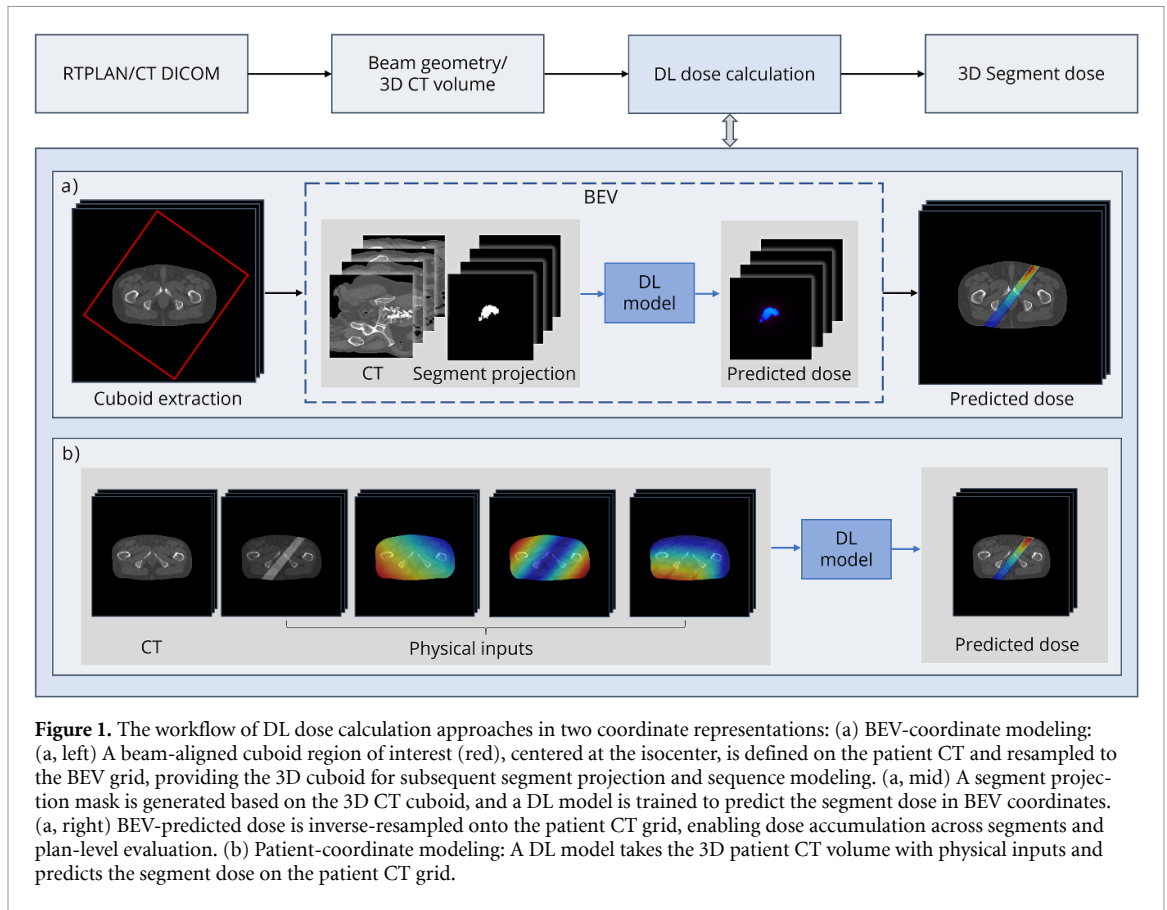 RTPLAN/CT DICOM
Beam geometry/
3D CT volume
DL dose calculation
3D Segment dose
a)
BEV
DL
model
CT
Segment projection
Predicted dose
Cuboid extraction
Predicted dose
b)
DL
model
CT
Physical inputs
Predicted dose
Figure 1. The workflow of DL dose calculation approaches in two coordinate representations: (a) BEV-coordinate modeling:
(a, left) A beam-aligned cuboid region of interest (red), centered at the isocenter, is defined on the patient CT and resampled to
the BEV grid, providing the 3D cuboid for subsequent segment projection and sequence modeling. (a, mid) A segment projec-
tion mask is generated based on the 3D CT cuboid, and a DL model is trained to predict the segment dose in BEV coordinates.
(a, right) BEV-predicted dose is inverse-resampled onto the patient CT grid, enabling dose accumulation across segments and
plan-level evaluation. (b) Patient-coordinate modeling: A DL model takes the 3D patient CT volume with physical inputs and
predicts the segment dose on the patient CT grid.